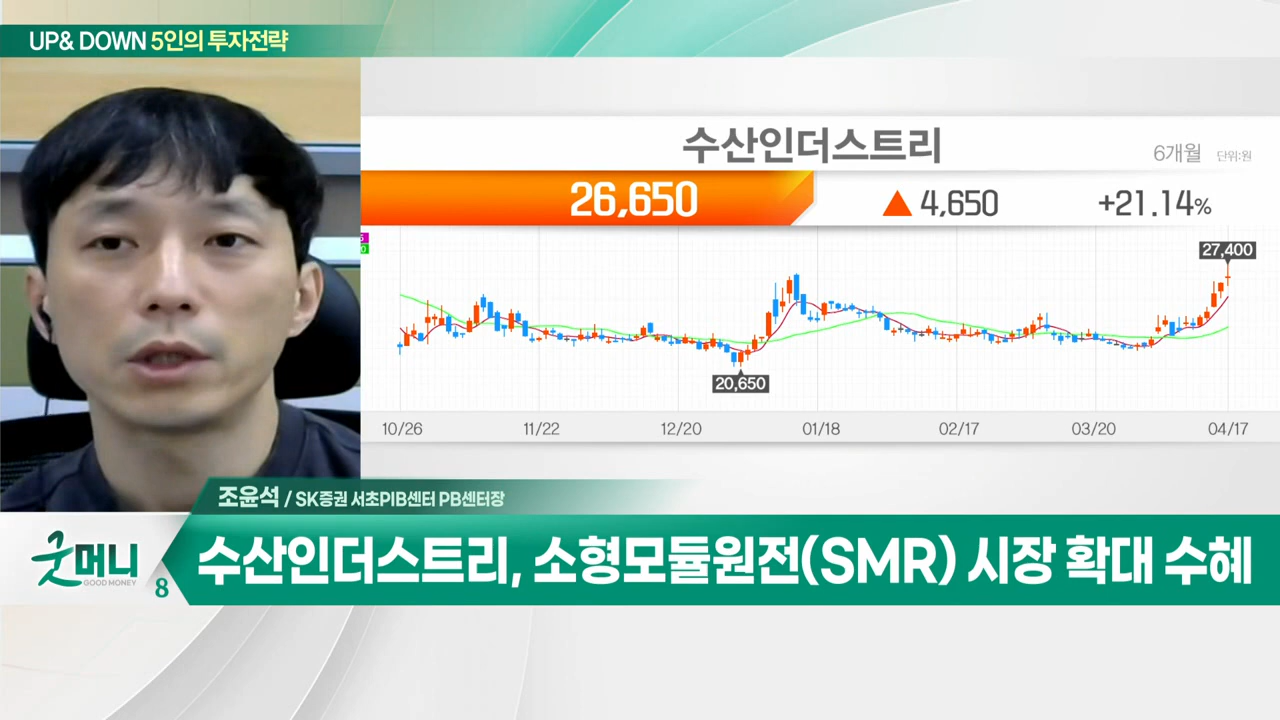 UP& DOWN 5인의 투자전략
수산인더스트리
6개월 단위:원
26,650 ▲ 4,650 +21.14%
27,400
20,650
10/26 11/22 12/20 01/18 02/17 03/20 04/17
조윤석 / SK증권 서초PIB센터 PB센터장
굿머니
GOOD MONEY
8
수산인더스트리, 소형모듈원전(SMR) 시장 확대 수혜